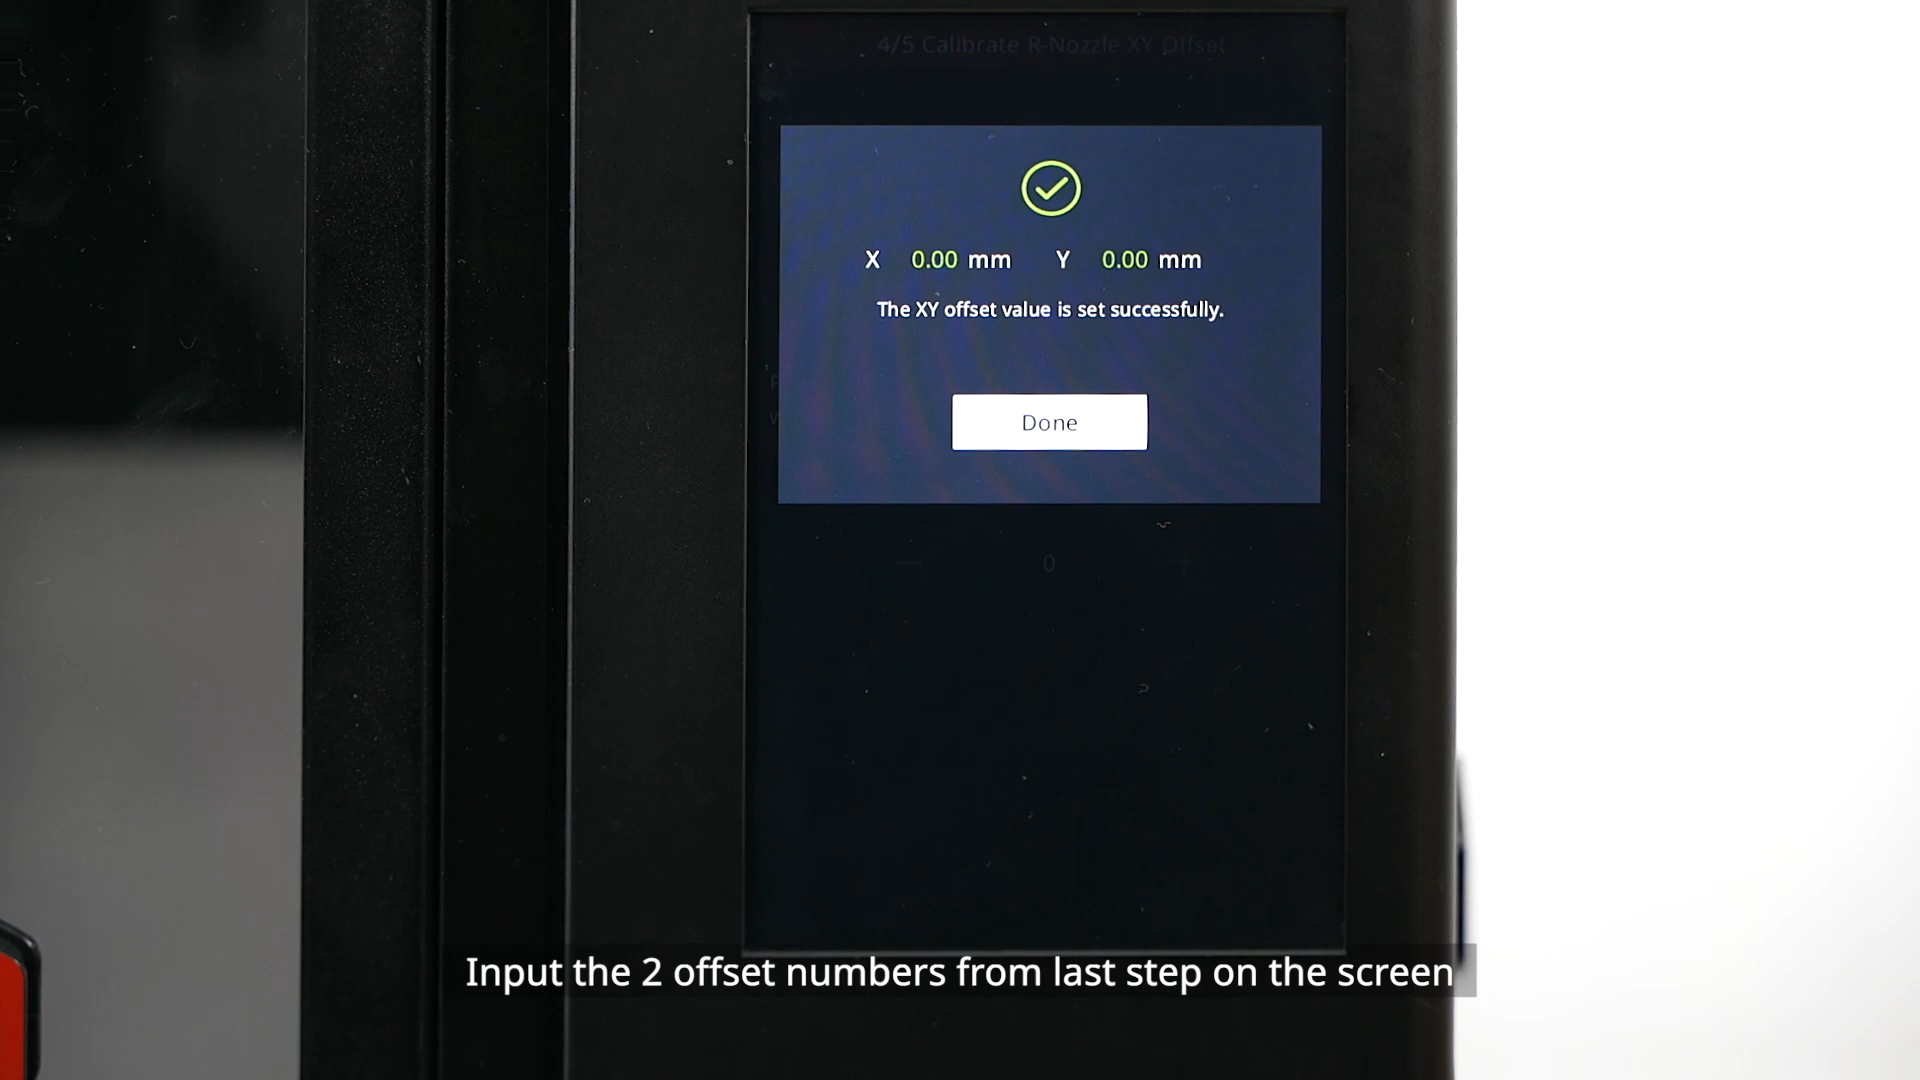 4/5 Calibrate R-Nozzle XY Offset
X 0.00 mm Y 0.00 mm
The XY offset value is set successfully.
Done
0
Input the 2 offset numbers from last step on the screen